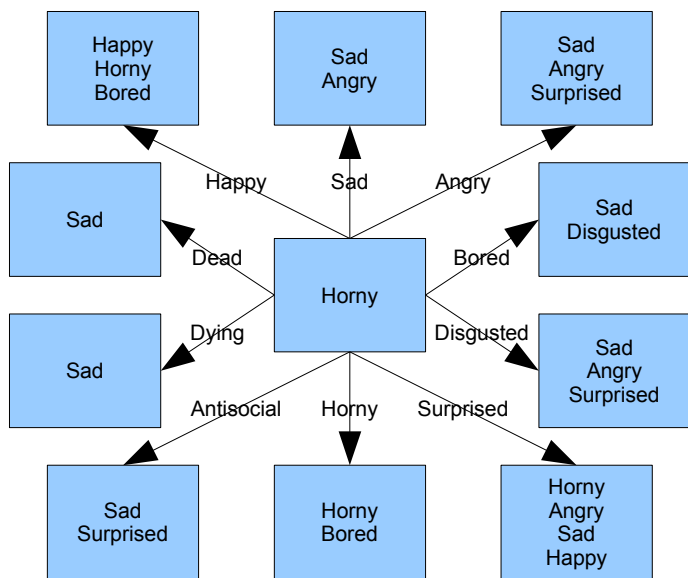 Happy
Horny
Bored
Sad
Angry
Sad
Angry
Surprised
Happy
Sad
Angry
Sad
Dead
Horny
Bored
Sad
Disgusted
Sad
Dying
Disgusted
Sad
Angry
Surprised
Antisocial
Horny
Surprised
Sad
Surprised
Horny
Bored
Horny
Angry
Sad
Happy